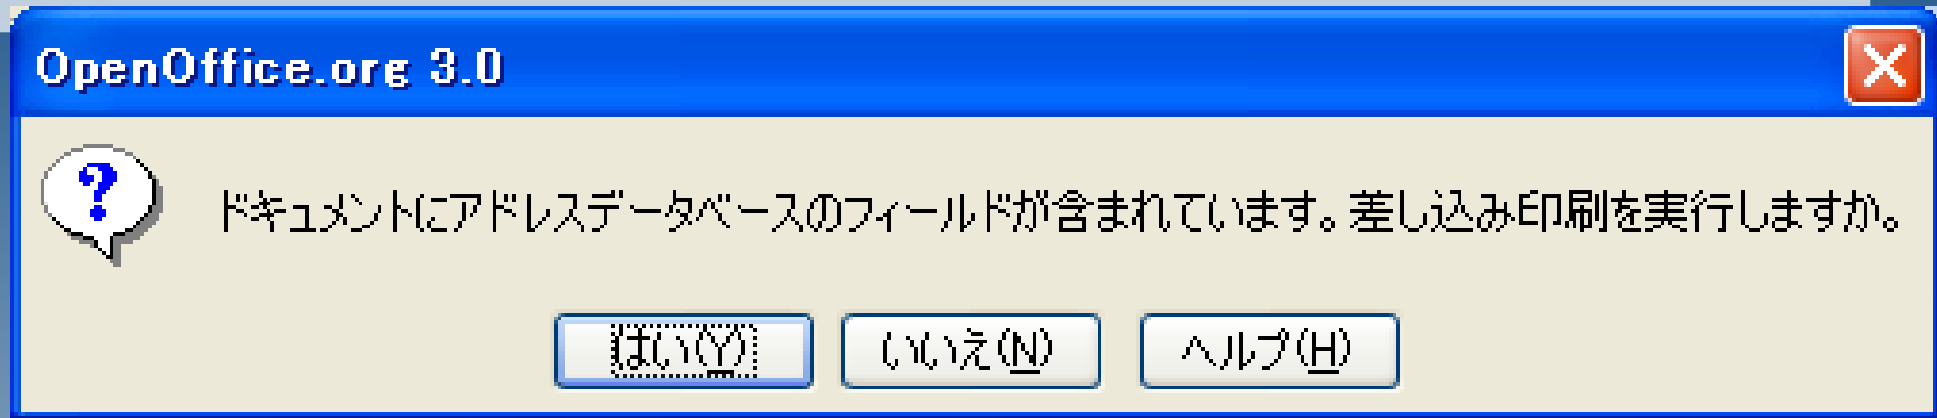 OpenOffice.org 3.0
ドキュメントにアドレスデータベースのフィールドが含まれています。差し込み印刷を実行しますか。
はい(Y) いいえ(N) ヘルプ(H)